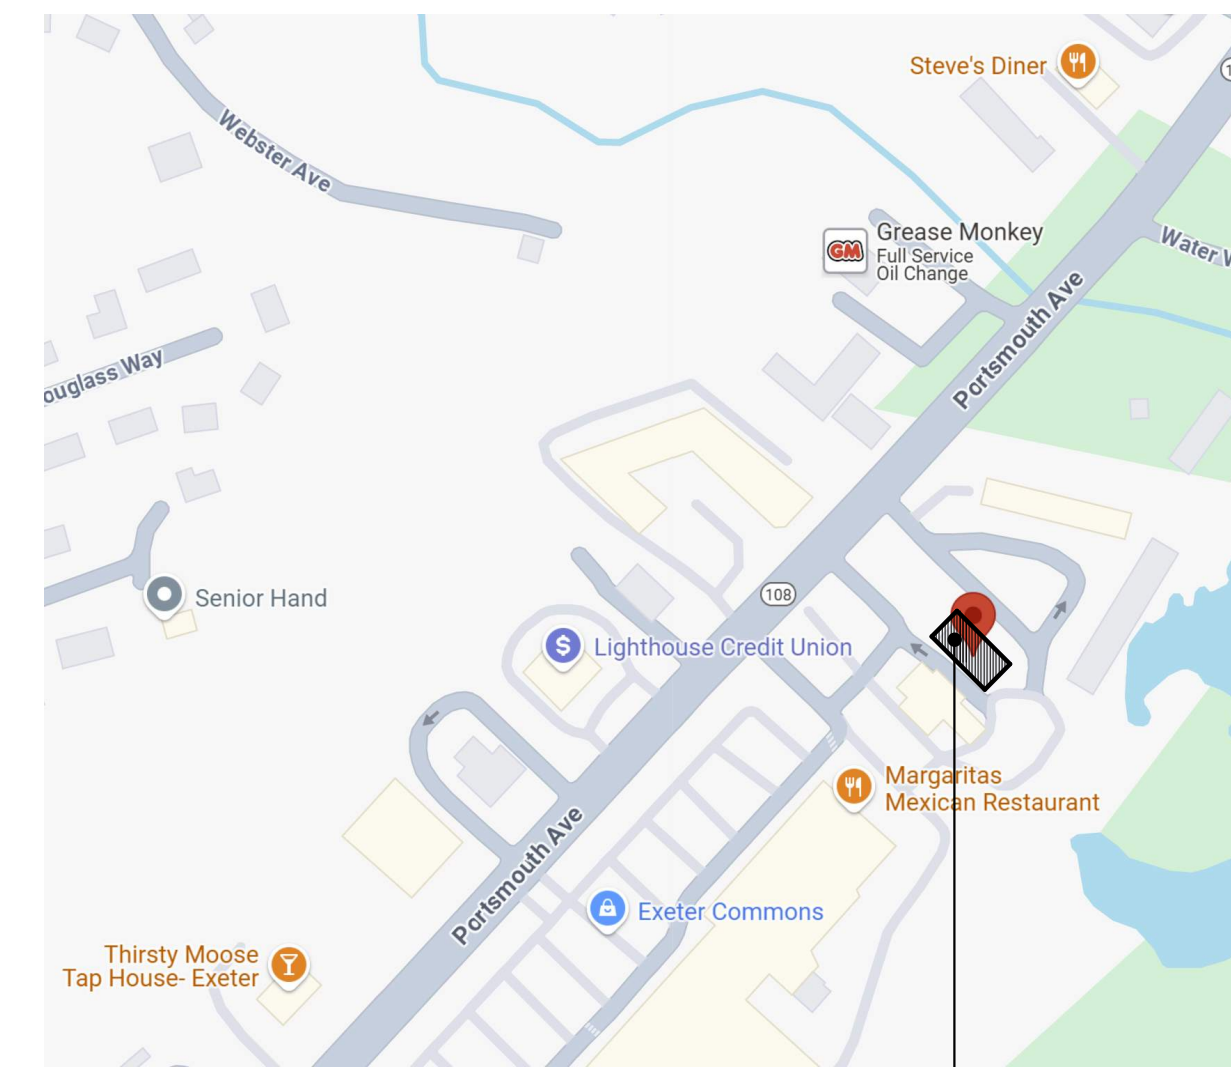 Steve's Diner
Webster Ave
Grease Monkey
GM
Full Service
Oil Change
Water
Portsmouth Ave
ouglass Way
108
Senior Hand
$
Lighthouse Credit Union
Margaritas
Mexican Restaurant
Portsmouth Ave
Exeter Commons
Thirsty Moose
Tap House- Exeter